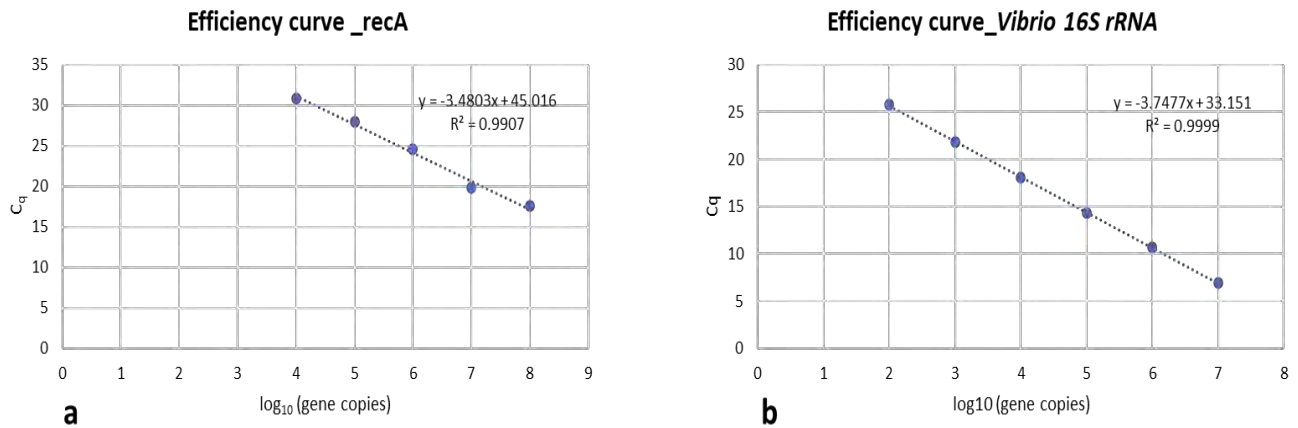 Efficiency curve _recA
35
30
25
20
15
10
5
0
C_q
y = -3.4803x + 45.016
R² = 0.9907
0 1 2 3 4 5 6 7 8 9
log₁₀ (gene copies)
a
Efficiency curve_Vibrio 16S rRNA
30
25
20
15
10
5
0
Cq
y = -3.7477x + 33.151
R² = 0.9999
0 1 2 3 4 5 6 7 8
log10 (gene copies)
b